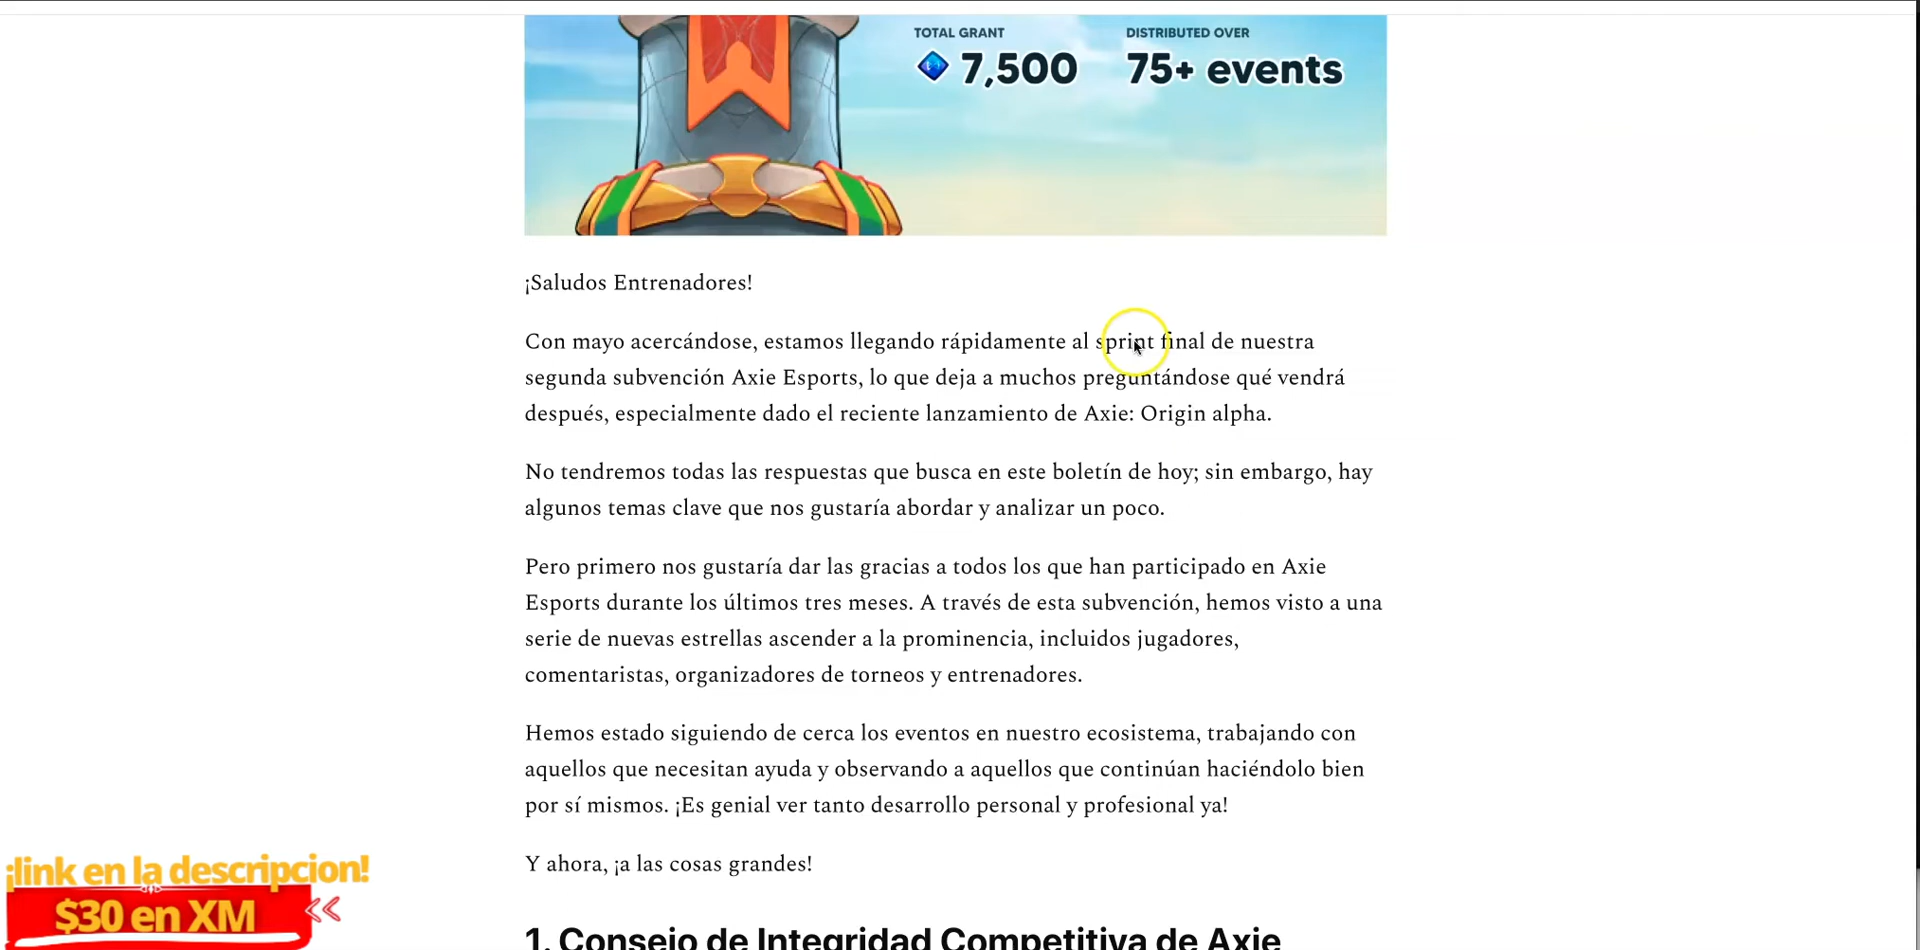 TOTAL GRANT
7,500
DISTRIBUTED OVER
75+ events
¡Saludos Entrenadores!
Con mayo acercándose, estamos llegando rápidamente al sprint final de nuestra
segunda subvención Axie Esports, lo que deja a muchos preguntándose qué vendrá
después, especialmente dado el reciente lanzamiento de Axie: Origin alpha.
No tendremos todas las respuestas que busca en este boletín de hoy; sin embargo, hay
algunos temas clave que nos gustaría abordar y analizar un poco.
Pero primero nos gustaría dar las gracias a todos los que han participado en Axie
Esports durante los últimos tres meses. A través de esta subvención, hemos visto a una
serie de nuevas estrellas ascender a la prominencia, incluidos jugadores,
comentaristas, organizadores de torneos y entrenadores.
Hemos estado siguiendo de cerca los eventos en nuestro ecosistema, trabajando con
aquellos que necesitan ayuda y observando a aquellos que continúan haciéndolo bien
por sí mismos. ¡Es genial ver tanto desarrollo personal y profesional ya!
Y ahora, ¡a las cosas grandes!
1. Consejo de Integridad Competitiva de Axie
¡link en la descripcion!
$30 en XM <<